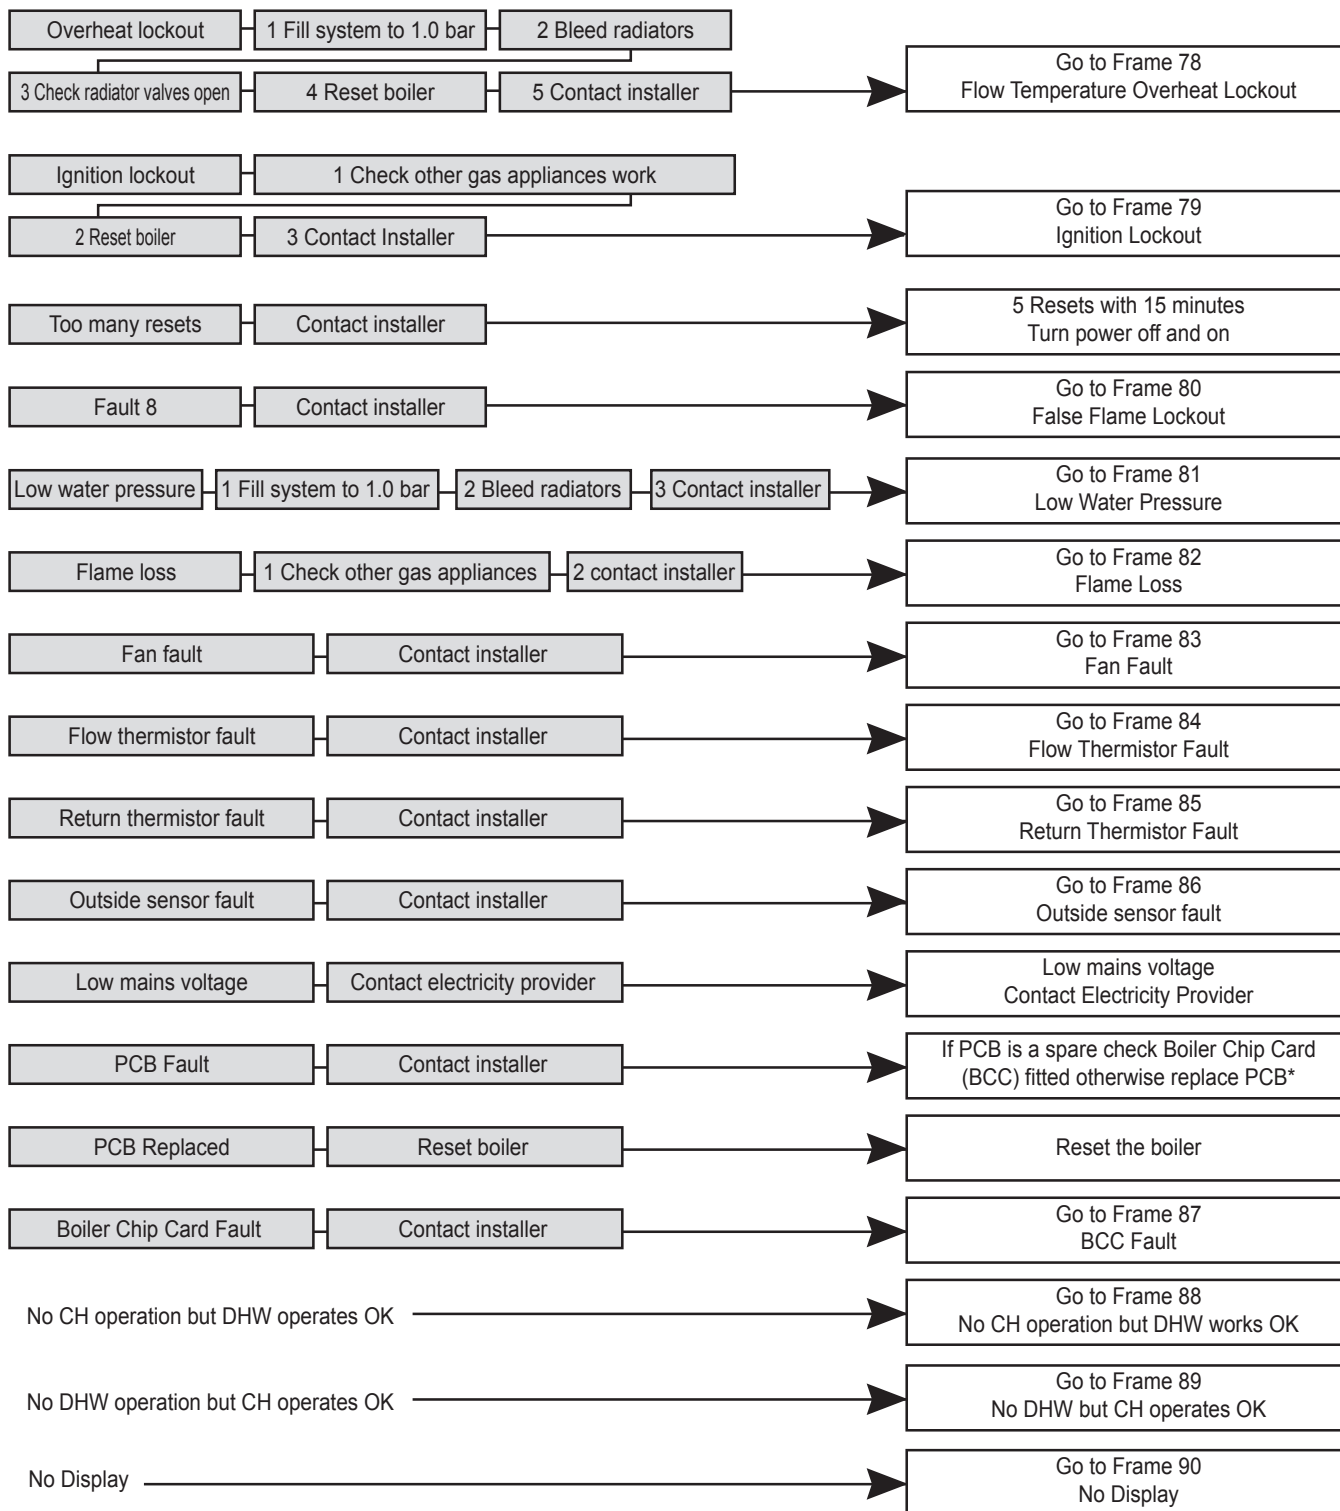 Overheat lockout
1 Fill system to 1.0 bar
2 Bleed radiators
3 Check radiator valves open
4 Reset boiler
5 Contact installer
Go to Frame 78
Flow Temperature Overheat Lockout
Ignition lockout
1 Check other gas appliances work
2 Reset boiler
3 Contact Installer
Go to Frame 79
Ignition Lockout
Too many resets
Contact installer
5 Resets with 15 minutes
Turn power off and on
Fault 8
Contact installer
Go to Frame 80
False Flame Lockout
Low water pressure
1 Fill system to 1.0 bar
2 Bleed radiators
3 Contact installer
Go to Frame 81
Low Water Pressure
Flame loss
1 Check other gas appliances
2 contact installer
Go to Frame 82
Flame Loss
Fan fault
Contact installer
Go to Frame 83
Fan Fault
Flow thermistor fault
Contact installer
Go to Frame 84
Flow Thermistor Fault
Return thermistor fault
Contact installer
Go to Frame 85
Return Thermistor Fault
Outside sensor fault
Contact installer
Go to Frame 86
Outside sensor fault
Low mains voltage
Contact electricity provider
Low mains voltage
Contact Electricity Provider
PCB Fault
Contact installer
If PCB is a spare check Boiler Chip Card
(BCC) fitted otherwise replace PCB*
PCB Replaced
Reset boiler
Reset the boiler
Boiler Chip Card Fault
Contact installer
Go to Frame 87
BCC Fault
No CH operation but DHW operates OK
Go to Frame 88
No CH operation but DHW works OK
No DHW operation but CH operates OK
Go to Frame 89
No DHW but CH operates OK
No Display
Go to Frame 90
No Display